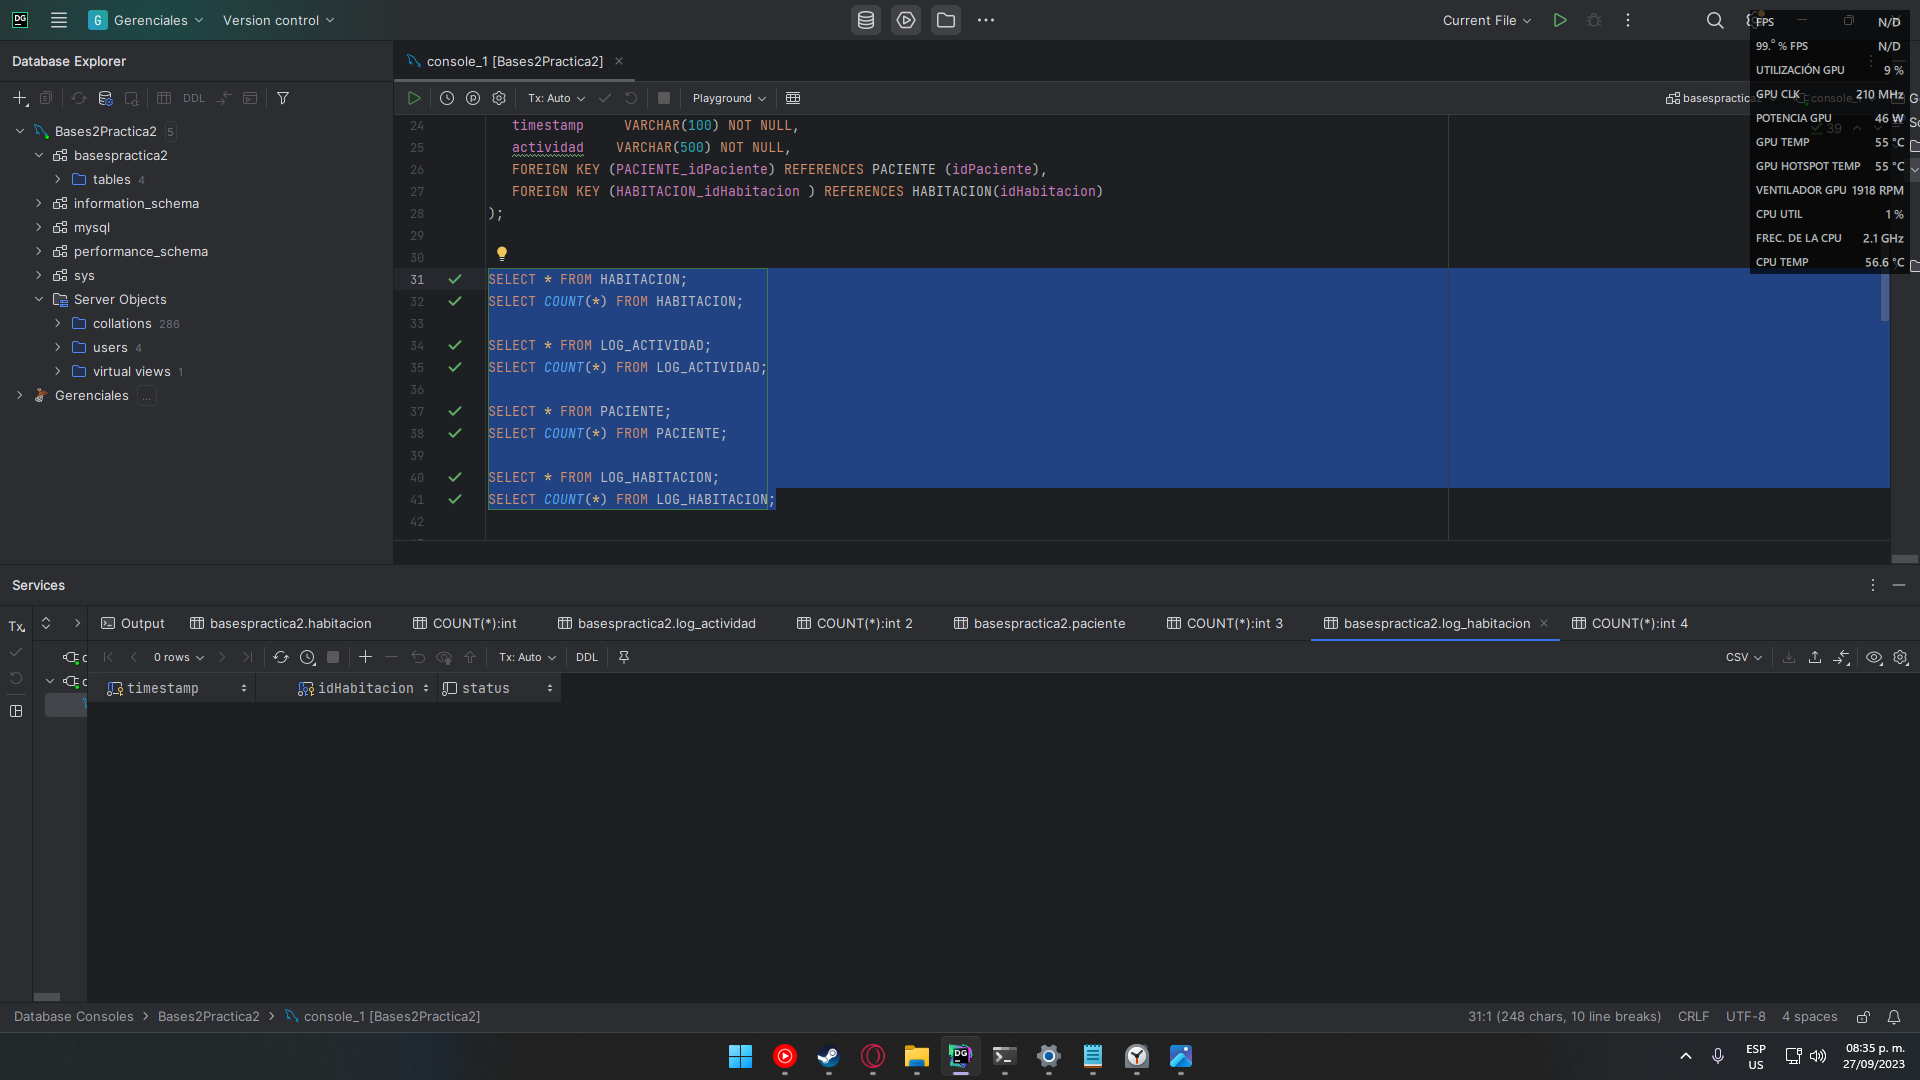 DG
G Gerenciales
Version control
Current File
Database Explorer
DDL
Bases2Practica2 5
basespractica2
tables 4
information_schema
mysql
performance_schema
sys
Server Objects
collations 286
users 4
virtual views 1
Gerenciales ...
console_1 [Bases2Practica2]
Tx: Auto
Playground
basespractica2
console_
39
24 timestamp VARCHAR(100) NOT NULL,
25 actividad VARCHAR(500) NOT NULL,
26 FOREIGN KEY (PACIENTE_idPaciente) REFERENCES PACIENTE (idPaciente),
27 FOREIGN KEY (HABITACION_idHabitacion ) REFERENCES HABITACION(idHabitacion)
28 );
29
30
31 SELECT * FROM HABITACION;
32 SELECT COUNT(*) FROM HABITACION;
33
34 SELECT * FROM LOG_ACTIVIDAD;
35 SELECT COUNT(*) FROM LOG_ACTIVIDAD;
36
37 SELECT * FROM PACIENTE;
38 SELECT COUNT(*) FROM PACIENTE;
39
40 SELECT * FROM LOG_HABITACION;
41 SELECT COUNT(*) FROM LOG_HABITACION;
42
FPS N/D
99.° % FPS N/D
UTILIZACIÓN GPU 9 %
GPU CLK 210 MHz
POTENCIA GPU 46 W
GPU TEMP 55 °C
GPU HOTSPOT TEMP 55 °C
VENTILADOR GPU 1918 RPM
CPU UTIL 1 %
FREC. DE LA CPU 2.1 GHz
CPU TEMP 56.6 °C
Services
Tx
Output
basespractica2.habitacion
COUNT(*):int
basespractica2.log_actividad
COUNT(*):int 2
basespractica2.paciente
COUNT(*):int 3
basespractica2.log_habitacion
COUNT(*):int 4
0 rows
Tx: Auto
DDL
CSV
timestamp
idHabitacion
status
Database Consoles > Bases2Practica2 > console_1 [Bases2Practica2]
31:1 (248 chars, 10 line breaks)
CRLF
UTF-8
4 spaces
DG
ESP
US
08:35 p. m.
27/09/2023